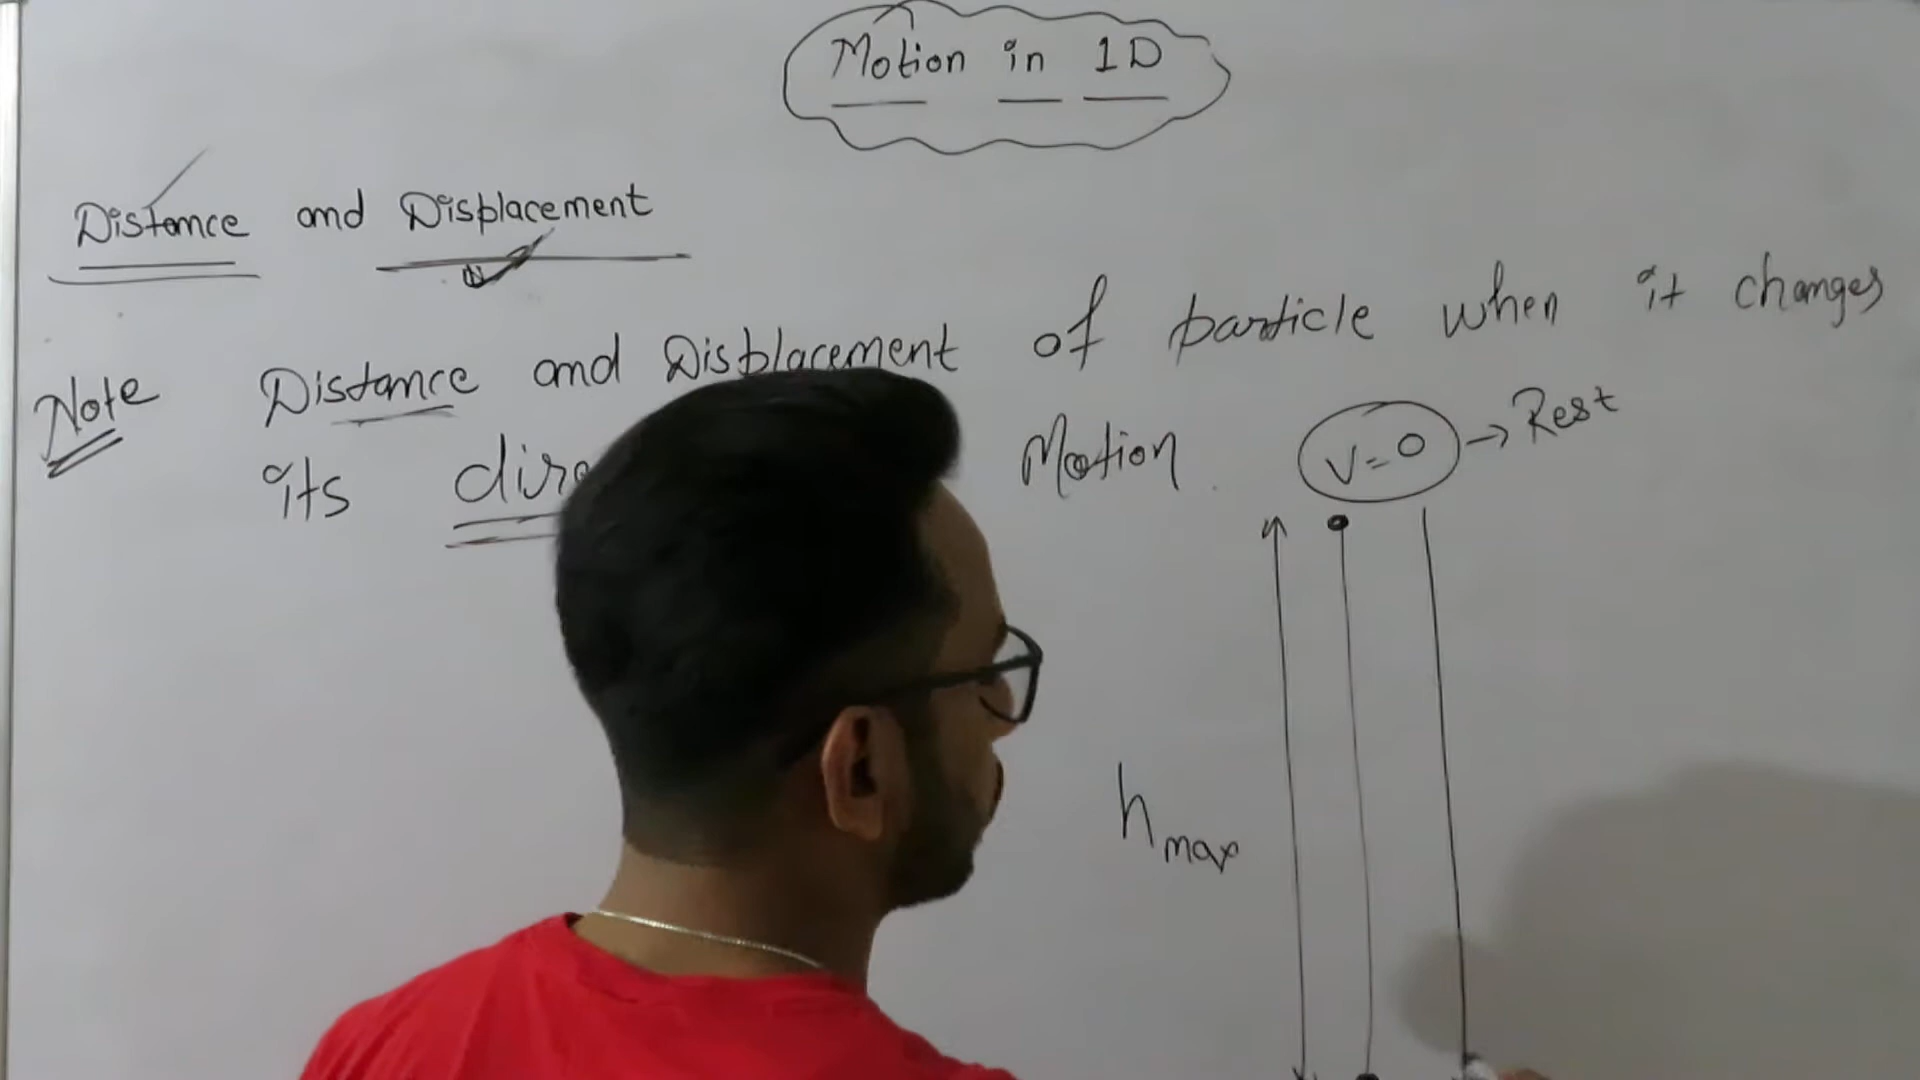 Motion in 1D
Distance and Displacement
Note Distance and Displacement of particle when it changes
its Motion
V=0 → Rest
hmax